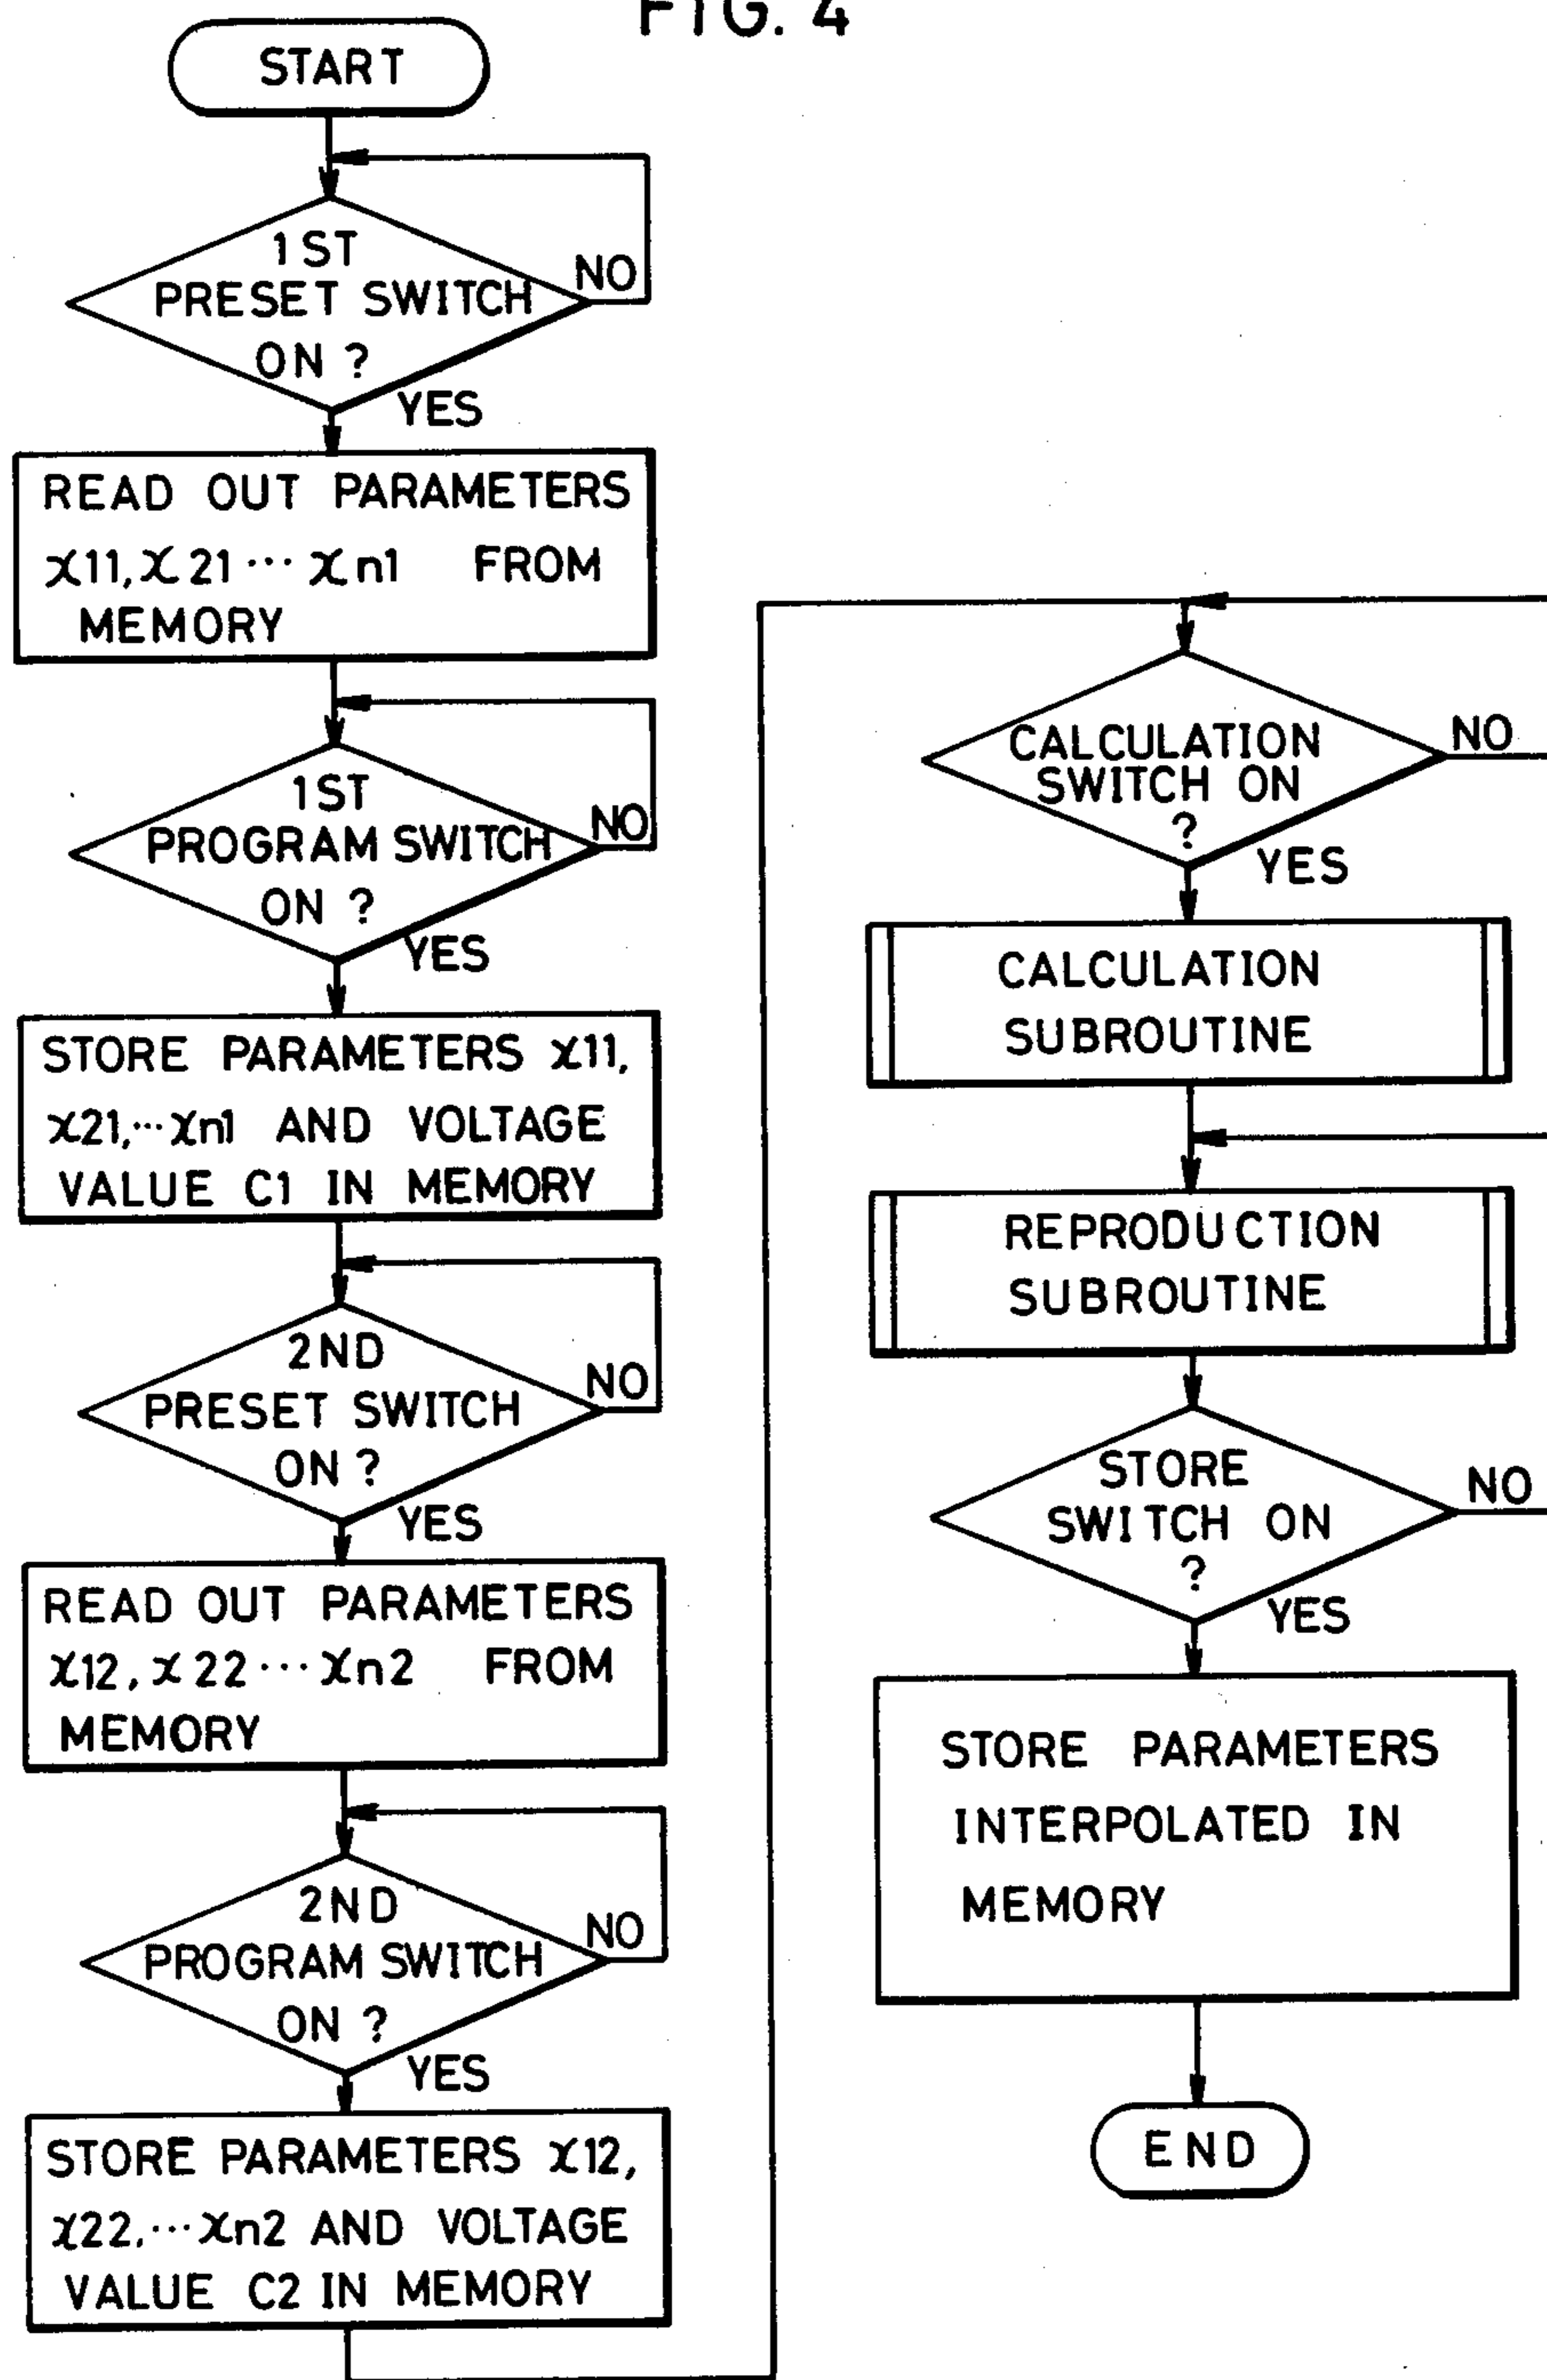 FIG. 4
START
1ST
PRESET SWITCH
ON ?
NO
YES
READ OUT PARAMETERS
x11, x21 ··· xn1 FROM
MEMORY
1ST
PROGRAM SWITCH
ON ?
NO
YES
STORE PARAMETERS x11,
x21, ··· xn1 AND VOLTAGE
VALUE C1 IN MEMORY
2ND
PRESET SWITCH
ON ?
NO
YES
READ OUT PARAMETERS
x12, x22 ··· xn2 FROM
MEMORY
2ND
PROGRAM SWITCH
ON ?
NO
YES
STORE PARAMETERS x12,
x22, ··· xn2 AND VOLTAGE
VALUE C2 IN MEMORY
CALCULATION
SWITCH ON
?
NO
YES
CALCULATION
SUBROUTINE
REPRODUCTION
SUBROUTINE
STORE
SWITCH ON
?
NO
YES
STORE PARAMETERS
INTERPOLATED IN
MEMORY
END